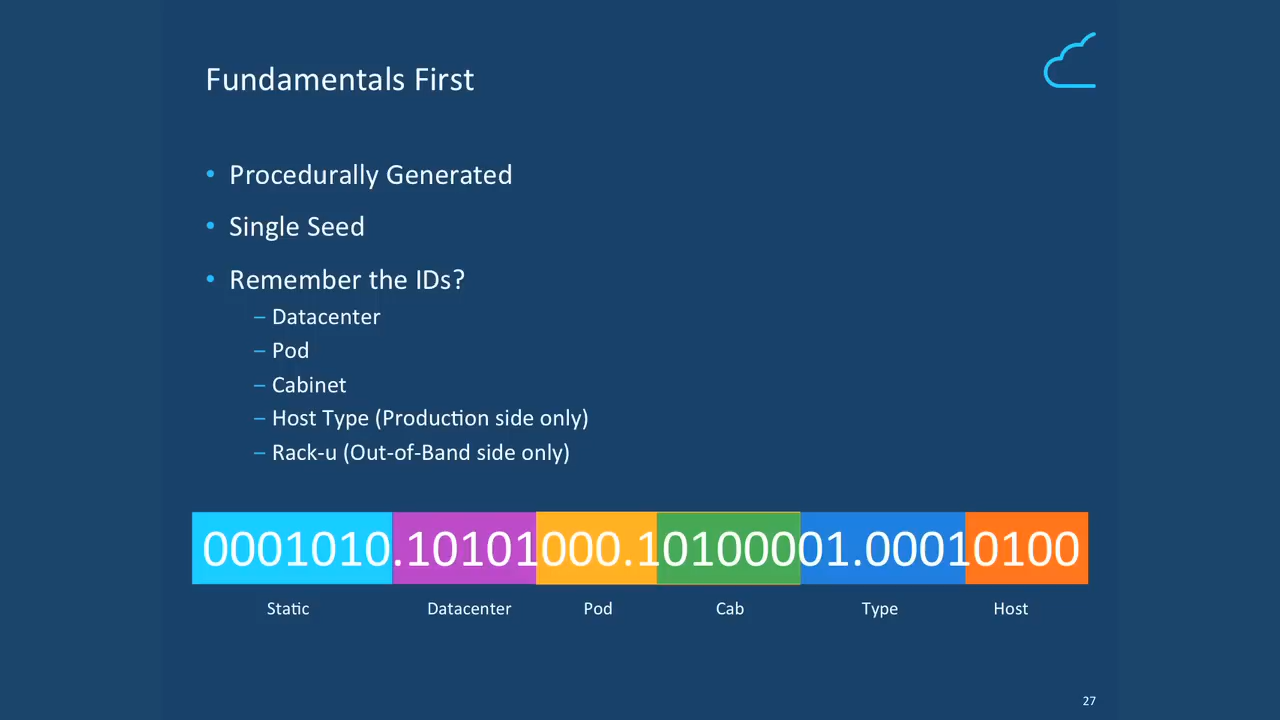 Fundamentals First
• Procedurally Generated
• Single Seed
• Remember the IDs?
– Datacenter
– Pod
– Cabinet
– Host Type (Production side only)
– Rack-u (Out-of-Band side only)
0001010.10101000.10100001.00010100
Static Datacenter Pod Cab Type Host
27